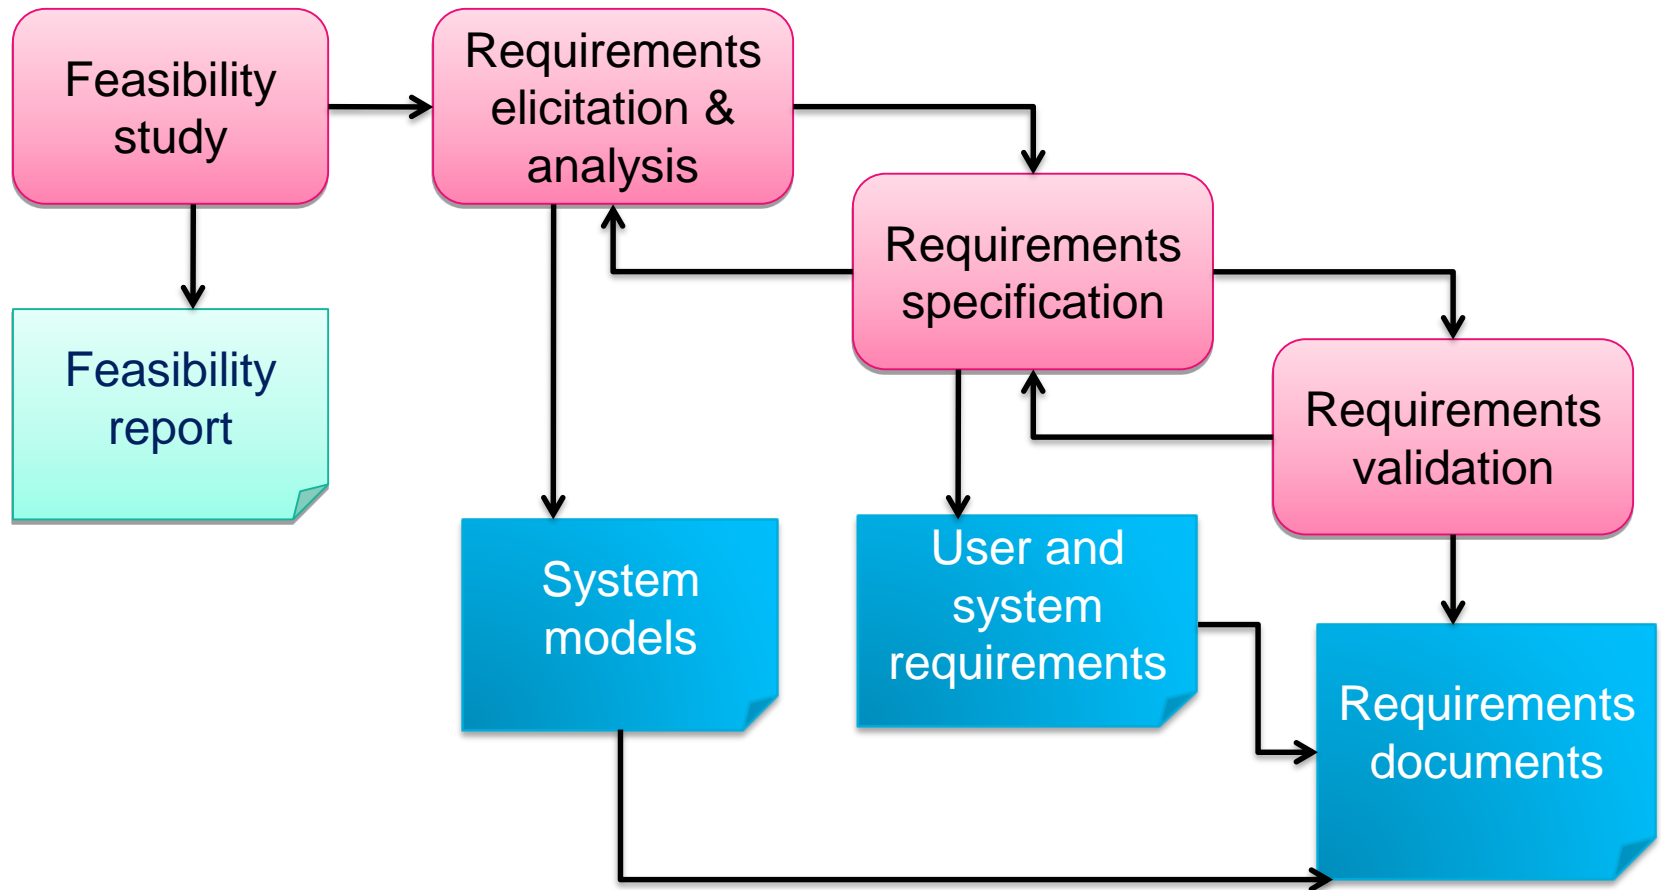 Feasibility
study
Requirements
elicitation &
analysis
Requirements
specification
Requirements
validation
Feasibility
report
System
models
User and
system
requirements
Requirements
documents